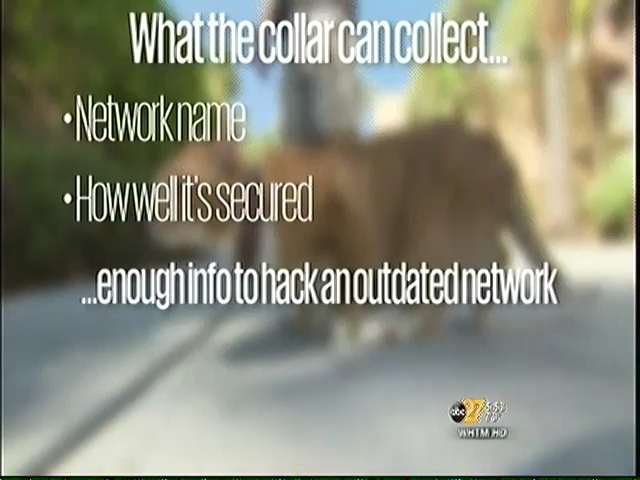 What the collar can collect...
• Network name
• How well it's secured
...enough info to hack an outdated network
abc 27
WHTM HD